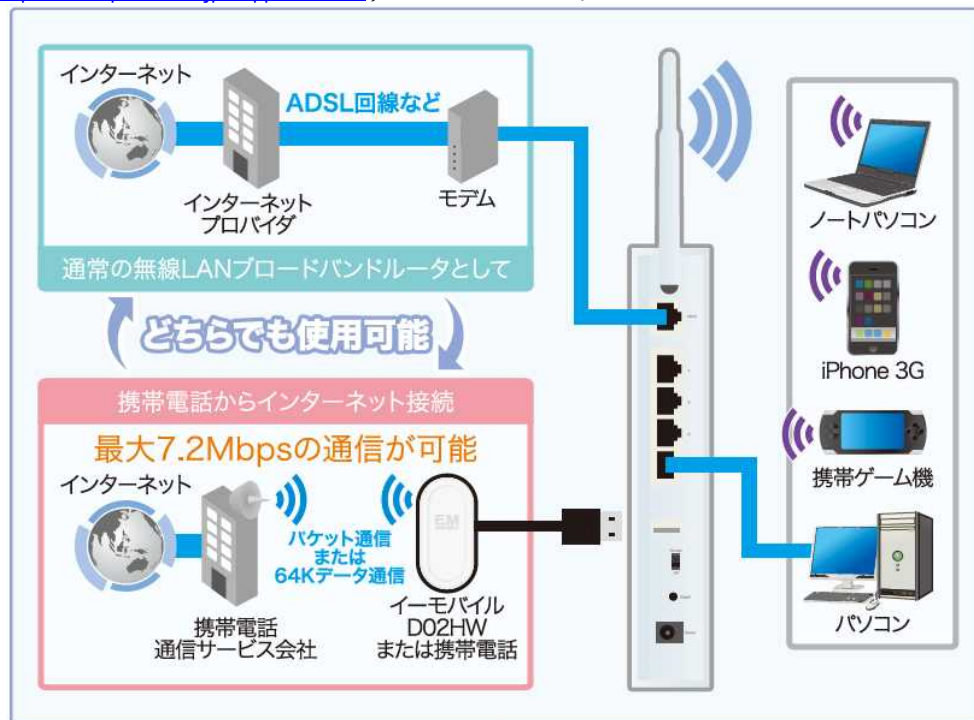 インターネット
ADSL回線など
インターネット
プロバイダ
モデム
通常の無線LANブロードバンドルータとして
どちらでも使用可能
携帯電話からインターネット接続
最大7.2Mbpsの通信が可能
インターネット
パケット通信
または
64Kデータ通信
EM
携帯電話
通信サービス会社
イーモバイル
D02HW
または携帯電話
ノートパソコン
iPhone 3G
携帯ゲーム機
パソコン